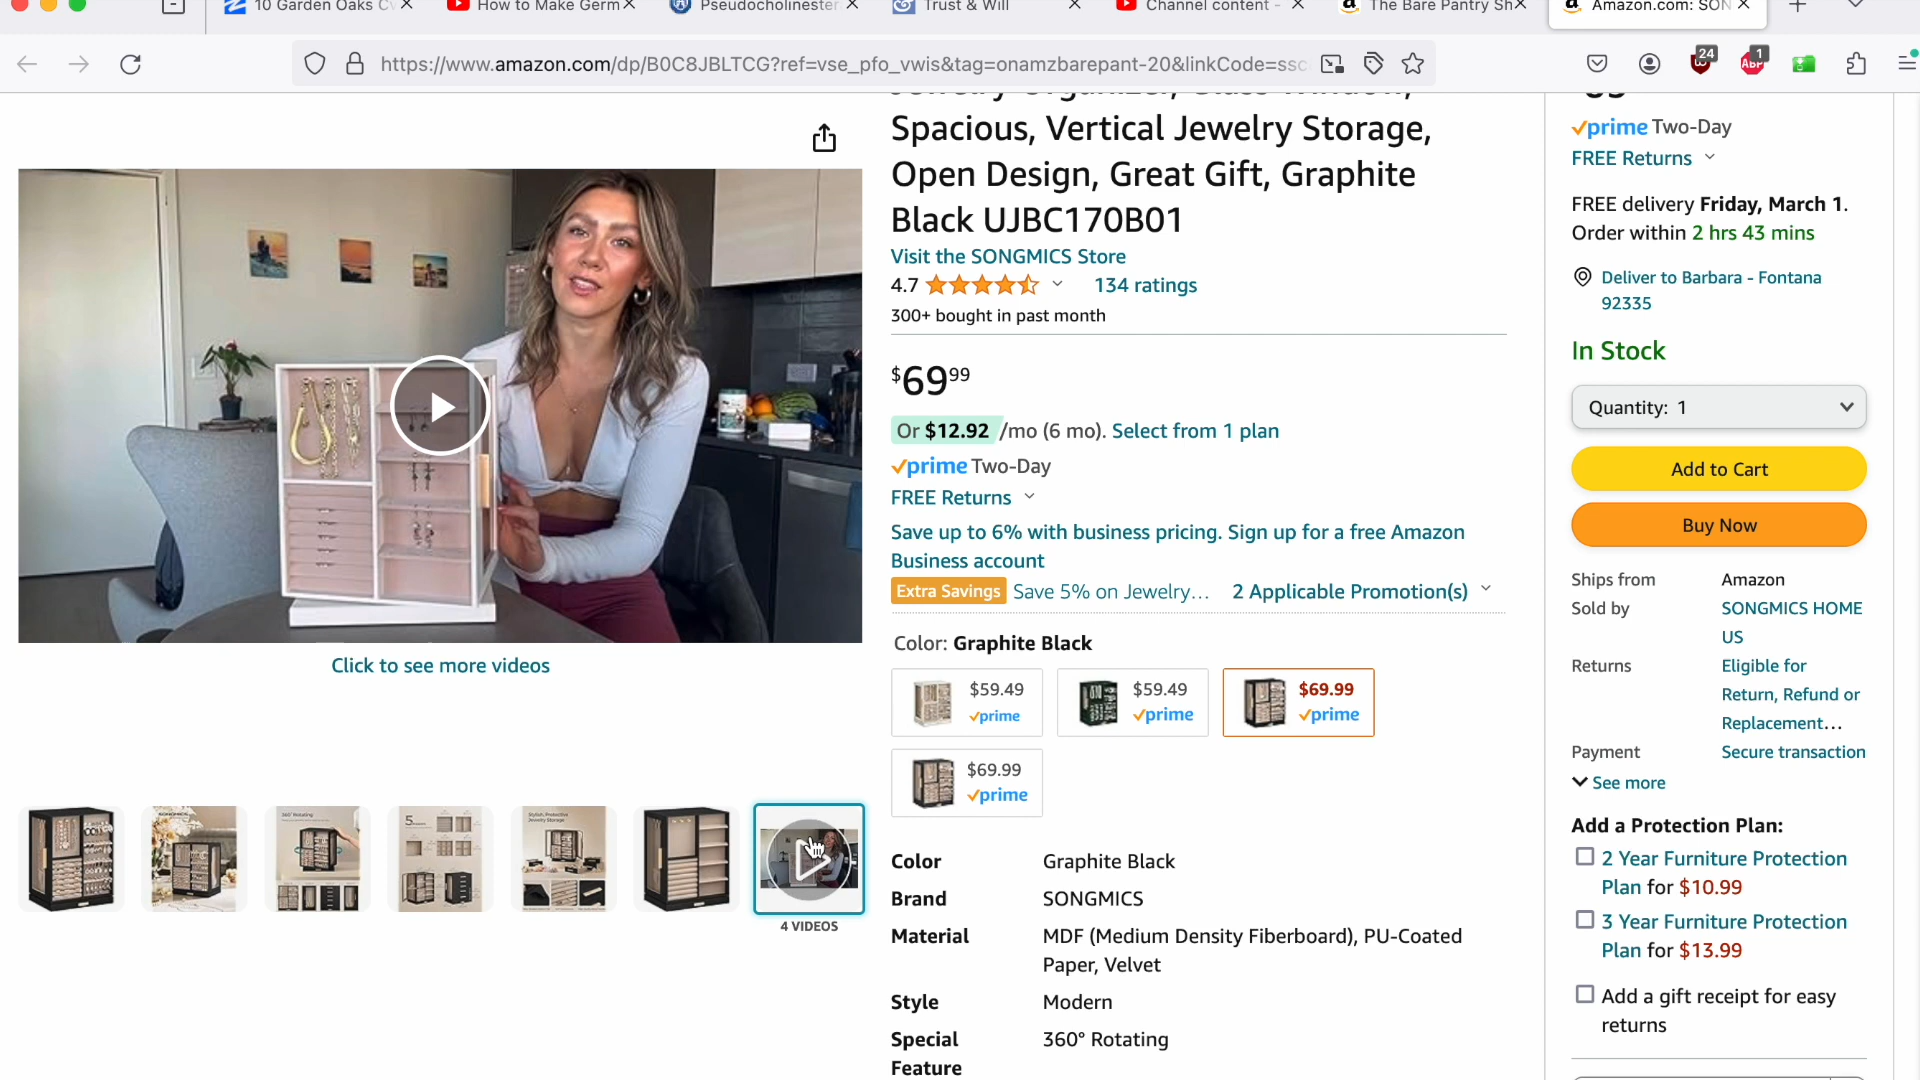 10 Garden Oaks C
How to Make Germ
Pseudocholinester
Trust & Will
Channel content -
The Bare Pantry Sh
Amazon.com: SON
https://www.amazon.com/dp/B0C8JBLTCG?ref=vse_pfo_vwis&tag=onamzbarepant-20&linkCode=ssc
24
ABP
1
Spacious, Vertical Jewelry Storage,
Open Design, Great Gift, Graphite
Black UJBC170B01
Visit the SONGMICS Store
4.7
134 ratings
300+ bought in past month
$69 99
Or $12.92 /mo (6 mo). Select from 1 plan
prime Two-Day
FREE Returns
Save up to 6% with business pricing. Sign up for a free Amazon
Business account
Extra Savings Save 5% on Jewelry… 2 Applicable Promotion(s)
Color: Graphite Black
$59.49
prime
$59.49
prime
$69.99
prime
$69.99
prime
Color Graphite Black
Brand SONGMICS
Material MDF (Medium Density Fiberboard), PU-Coated
Paper, Velvet
Style Modern
Special 360° Rotating
Feature
Click to see more videos
360° Rotating
5
4 VIDEOS
prime Two-Day
FREE Returns
FREE delivery Friday, March 1.
Order within 2 hrs 43 mins
Deliver to Barbara - Fontana
92335
In Stock
Quantity: 1
Add to Cart
Buy Now
Ships from Amazon
Sold by SONGMICS HOME
US
Returns Eligible for
Return, Refund or
Replacement…
Payment Secure transaction
See more
Add a Protection Plan:
2 Year Furniture Protection
Plan for $10.99
3 Year Furniture Protection
Plan for $13.99
Add a gift receipt for easy
returns